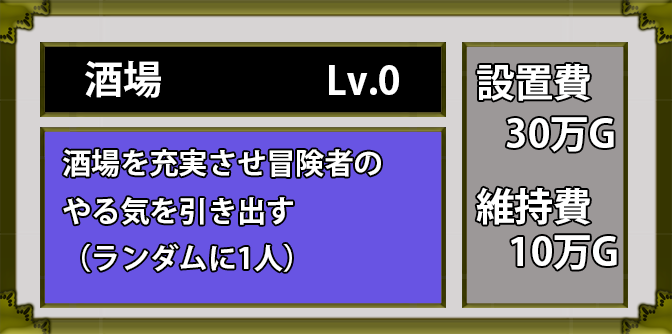 酒場 Lv.0
酒場を充実させ冒険者の
やる気を引き出す
（ランダムに1人）
設置費
30万G
維持費
10万G